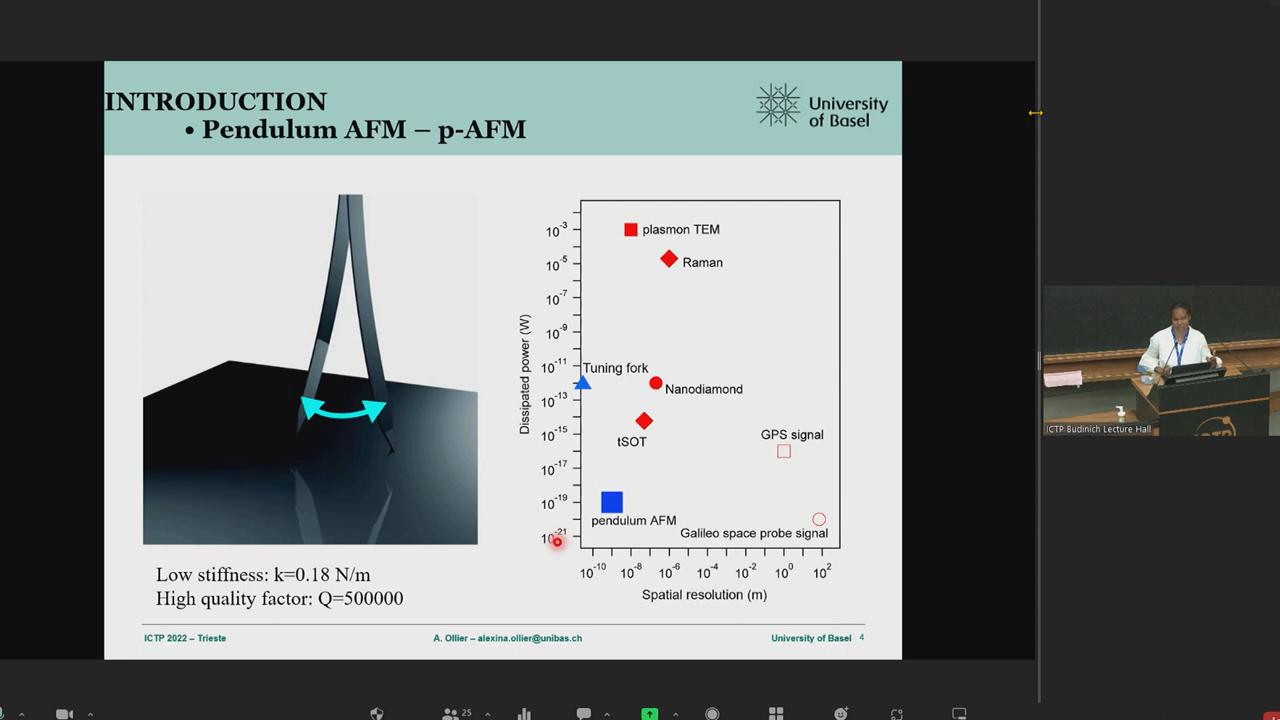 INTRODUCTION
• Pendulum AFM – p-AFM
University
of Basel
10-3
plasmon TEM
10-5
Raman
10-7
10-9
10-11
Tuning fork
Nanodiamond
10-13
10-15
tSOT
GPS signal
10-17
10-19
pendulum AFM
Galileo space probe signal
10-21
Dissipated power (W)
10-10 10-8 10-6 10-4 10-2 100 102
Spatial resolution (m)
Low stiffness: k=0.18 N/m
High quality factor: Q=500000
ICTP 2022 – Trieste
A. Ollier – alexina.ollier@unibas.ch
University of Basel 4
ICTP
ICTP Budinich Lecture Hall
25